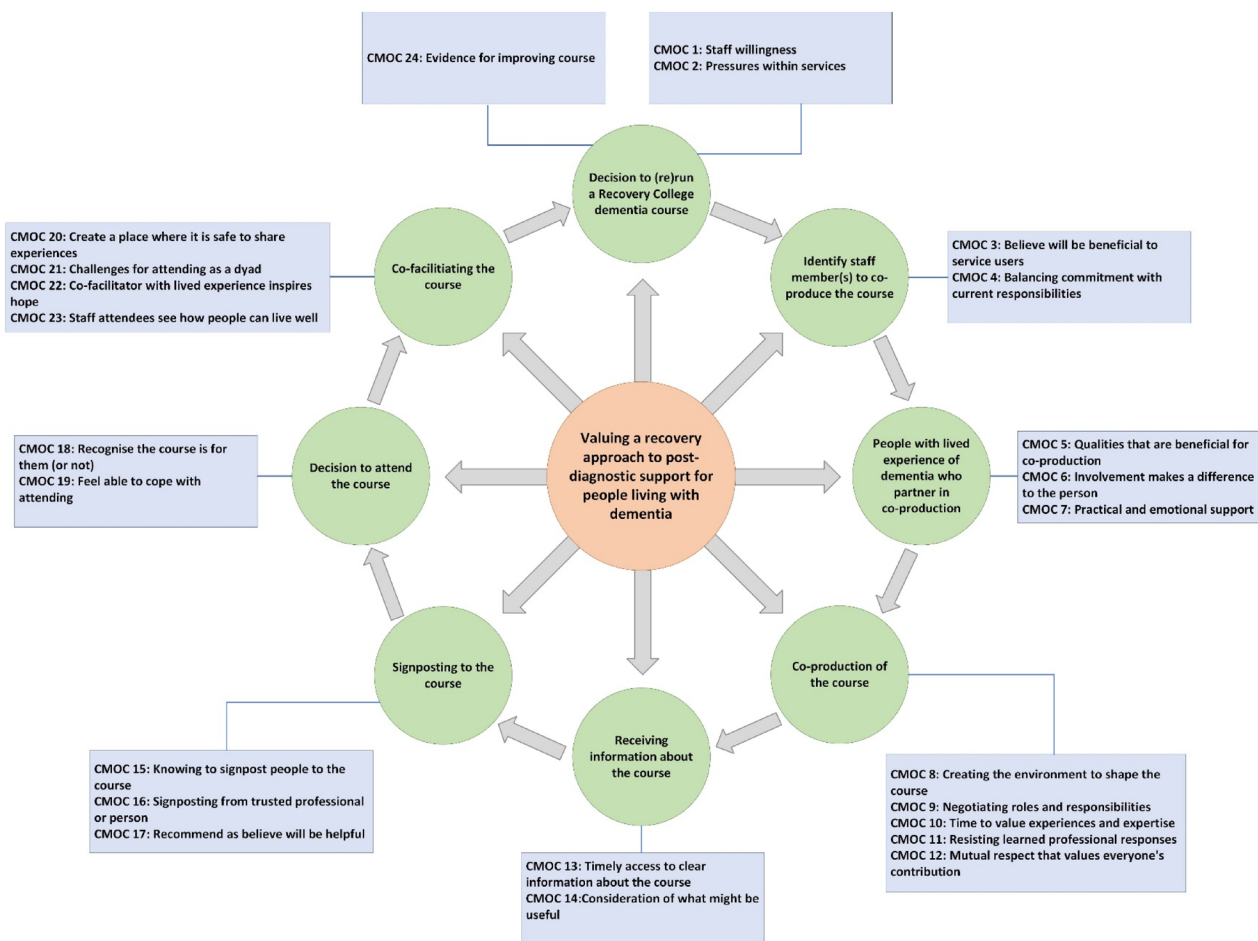 CMOC 24: Evidence for improving course
CMOC 1: Staff willingness
CMOC 2: Pressures within services
Decision to (re)run
a Recovery College
dementia course
Identify staff
member(s) to co-
produce the course
CMOC 3: Believe will be beneficial to
service users
CMOC 4: Balancing commitment with
current responsibilities
People with lived
experience of
dementia who
partner in
co-production
CMOC 5: Qualities that are beneficial for
co-production
CMOC 6: Involvement makes a difference
to the person
CMOC 7: Practical and emotional support
Co-production of
the course
CMOC 8: Creating the environment to shape the
course
CMOC 9: Negotiating roles and responsibilities
CMOC 10: Time to value experiences and expertise
CMOC 11: Resisting learned professional responses
CMOC 12: Mutual respect that values everyone's
contribution
Receiving
information about
the course
CMOC 13: Timely access to clear
information about the course
CMOC 14:Consideration of what might be
useful
Signposting to the
course
CMOC 15: Knowing to signpost people to the
course
CMOC 16: Signposting from trusted professional
or person
CMOC 17: Recommend as believe will be helpful
Decision to attend
the course
CMOC 18: Recognise the course is for
them (or not)
CMOC 19: Feel able to cope with
attending
Co-facilitiating the
course
CMOC 20: Create a place where it is safe to share
experiences
CMOC 21: Challenges for attending as a dyad
CMOC 22: Co-facilitator with lived experience inspires
hope
CMOC 23: Staff attendees see how people can live well
Valuing a recovery
approach to post-
diagnostic support for
people living with
dementia